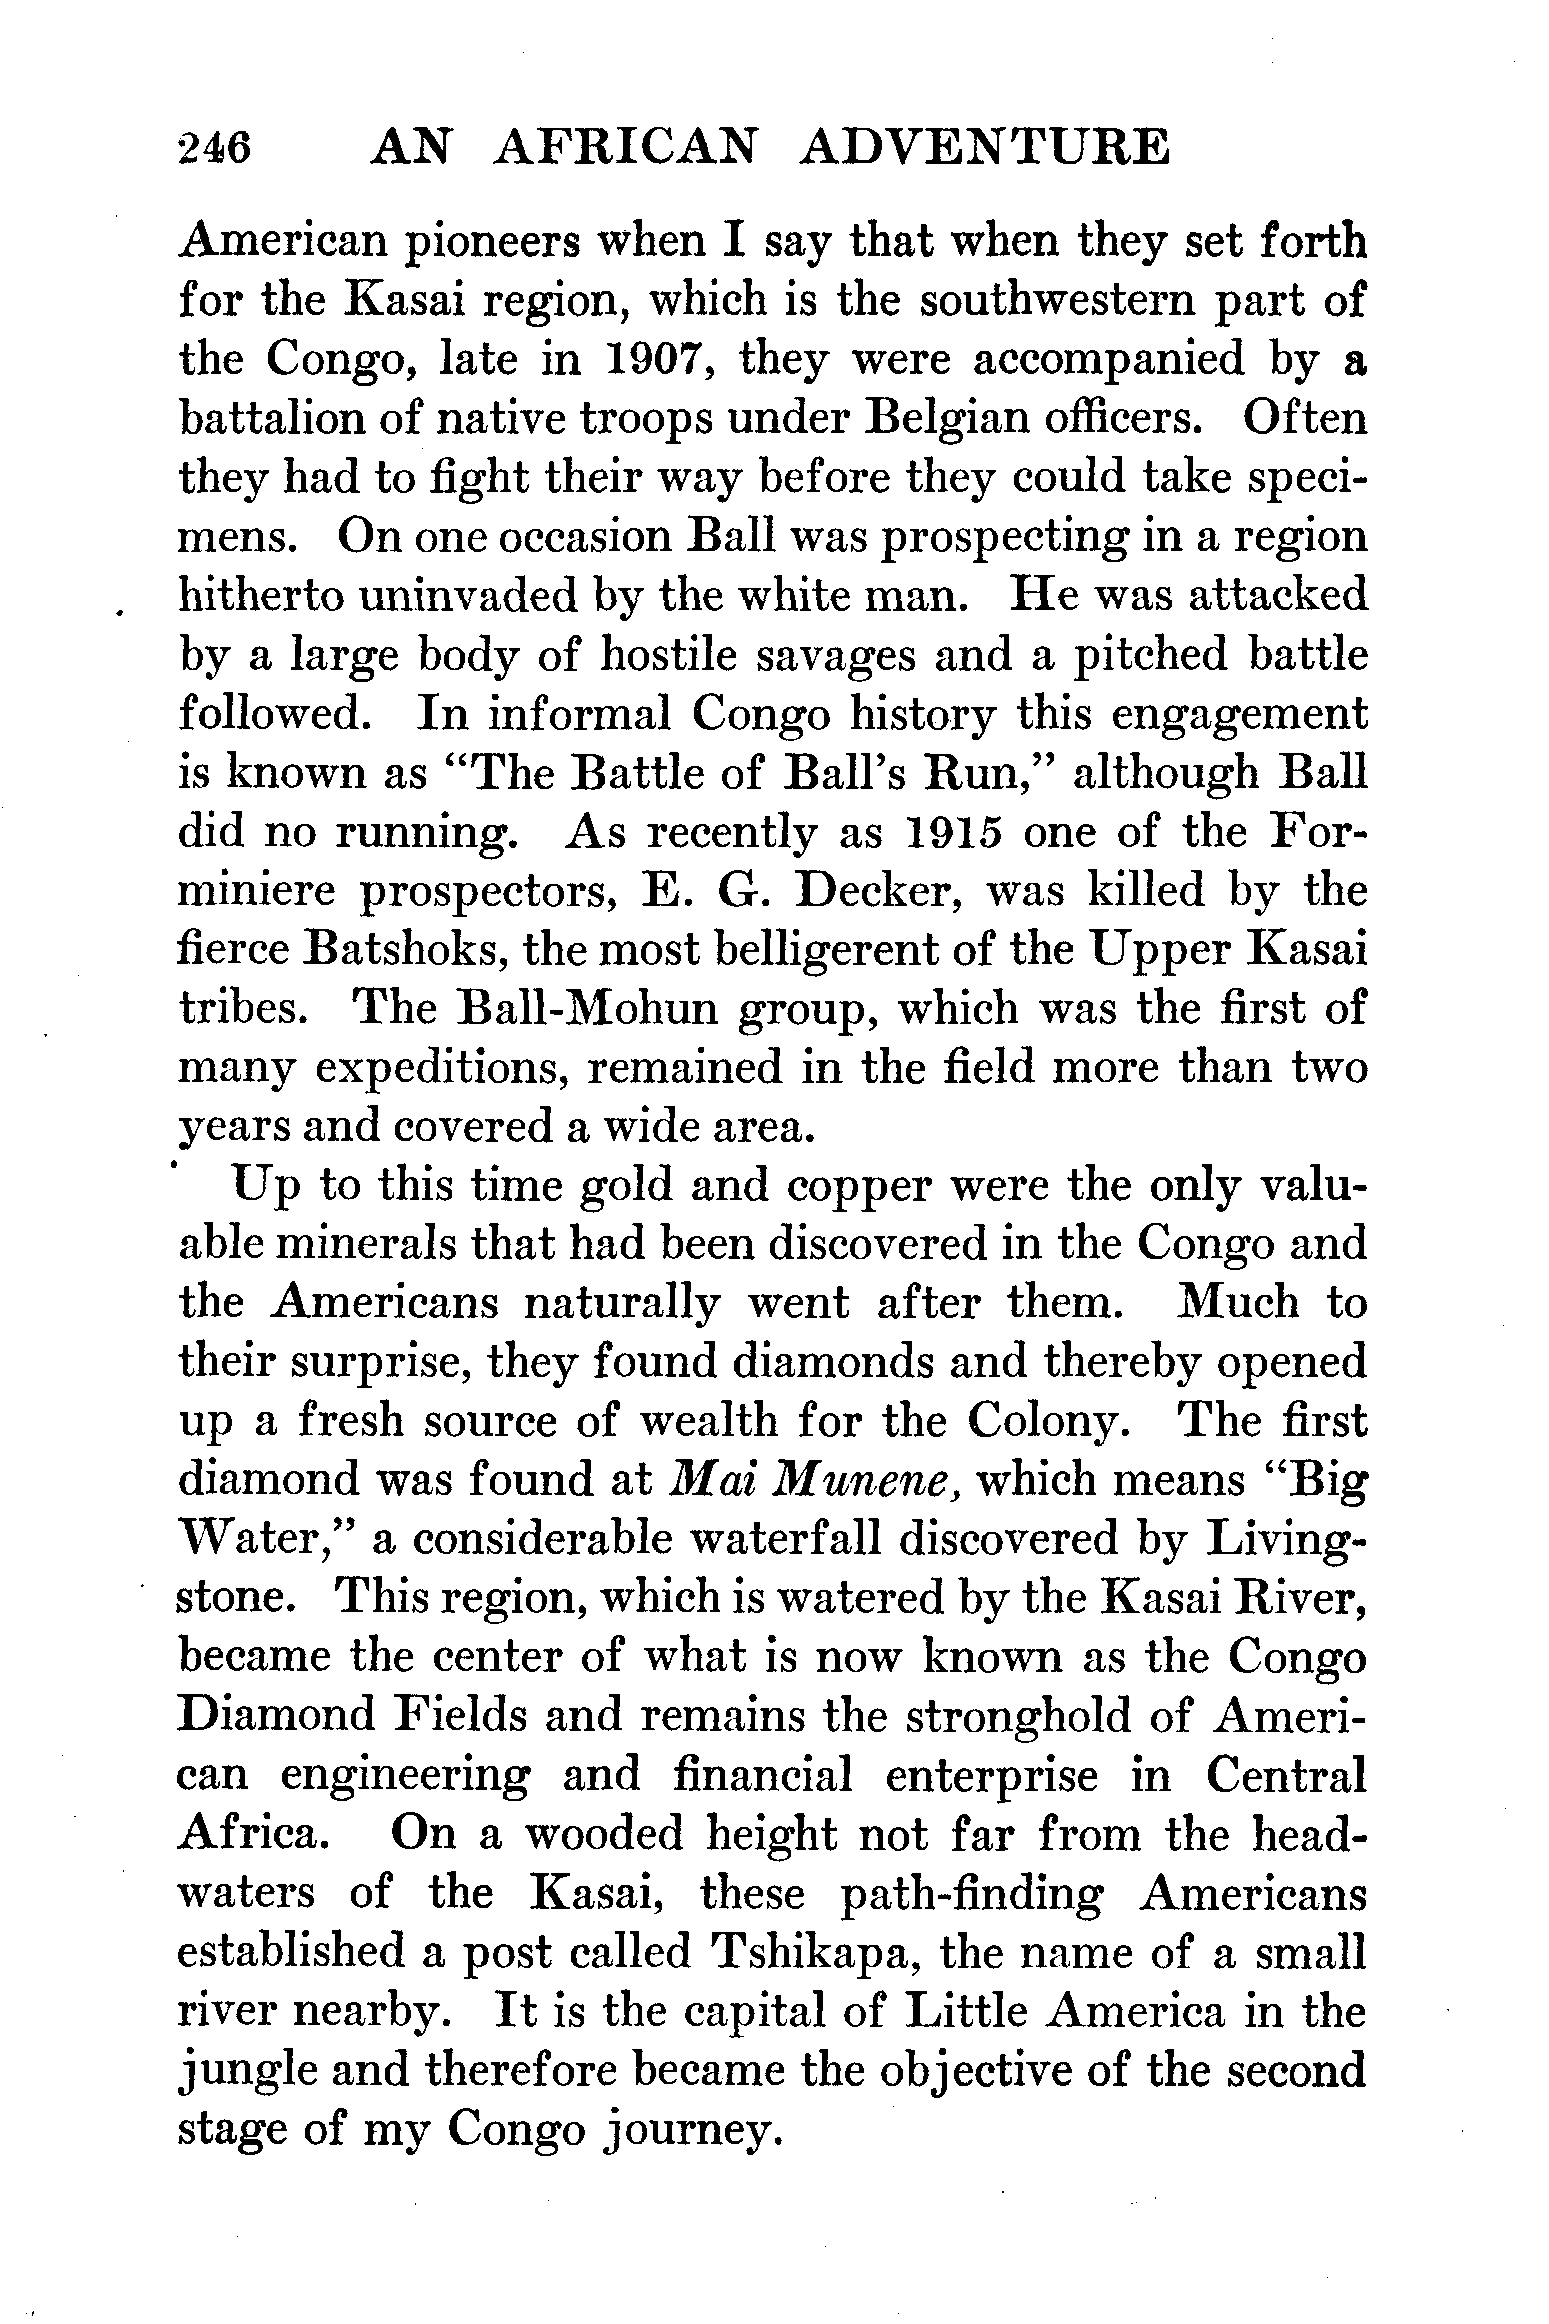 246 AN AFRICAN ADVENTURE
American pioneers when I say that when they set forth
for the Kasai region, which is the southwestern part of
the Congo, late in 1907, they were accompanied by a
battalion of native troops under Belgian officers. Often
they had to fight their way before they could take speci-
mens. On one occasion Ball was prospecting in a region
hitherto uninvaded by the white man. He was attacked
by a large body of hostile savages and a pitched battle
followed. In informal Congo history this engagement
is known as “The Battle of Ball’s Run,” although Ball
did no running. As recently as 1915 one of the For-
miniere prospectors, E. G. Decker, was killed by the
fierce Batshoks, the most belligerent of the Upper Kasai
tribes. The Ball-Mohun group, which was the first of
many expeditions, remained in the field more than two
years and covered a wide area.
Up to this time gold and copper were the only valu-
able minerals that had been discovered in the Congo and
the Americans naturally went after them. Much to
their surprise, they found diamonds and thereby opened
up a fresh source of wealth for the Colony. The first
diamond was found at Mai Munene, which means “Big
Water,” a considerable waterfall discovered by Living-
stone. This region, which is watered by the Kasai River,
became the center of what is now known as the Congo
Diamond Fields and remains the stronghold of Ameri-
can engineering and financial enterprise in Central
Africa. On a wooded height not far from the head-
waters of the Kasai, these path-finding Americans
established a post called Tshikapa, the name of a small
river nearby. It is the capital of Little America in the
jungle and therefore became the objective of the second
stage of my Congo journey.